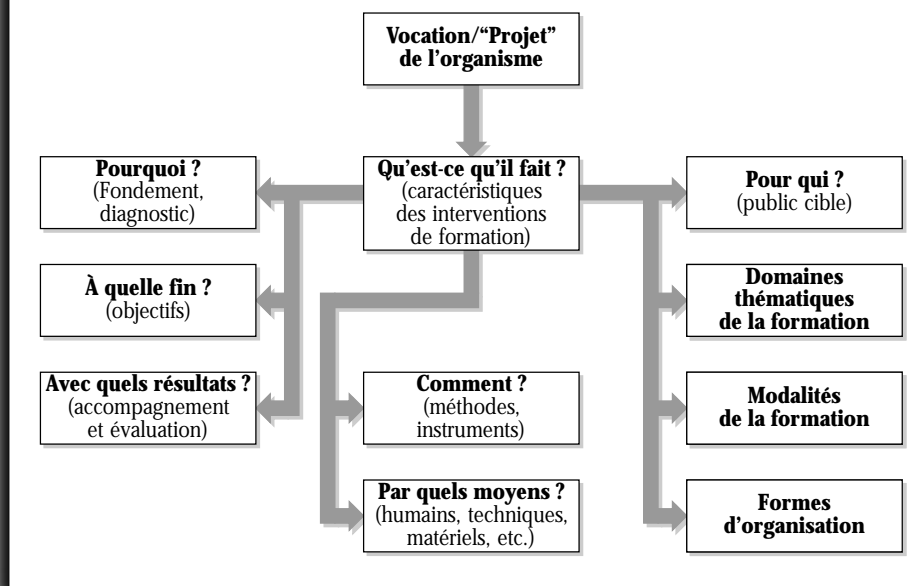 Vocation/“Projet”
de l’organisme
Pourquoi ?
(Fondement,
diagnostic)
Qu’est-ce qu’il fait ?
(caractéristiques
des interventions
de formation)
Pour qui ?
(public cible)
À quelle fin ?
(objectifs)
Domaines
thématiques
de la formation
Avec quels résultats ?
(accompagnement
et évaluation)
Comment ?
(méthodes,
instruments)
Modalités
de la formation
Par quels moyens ?
(humains, techniques,
matériels, etc.)
Formes
d’organisation